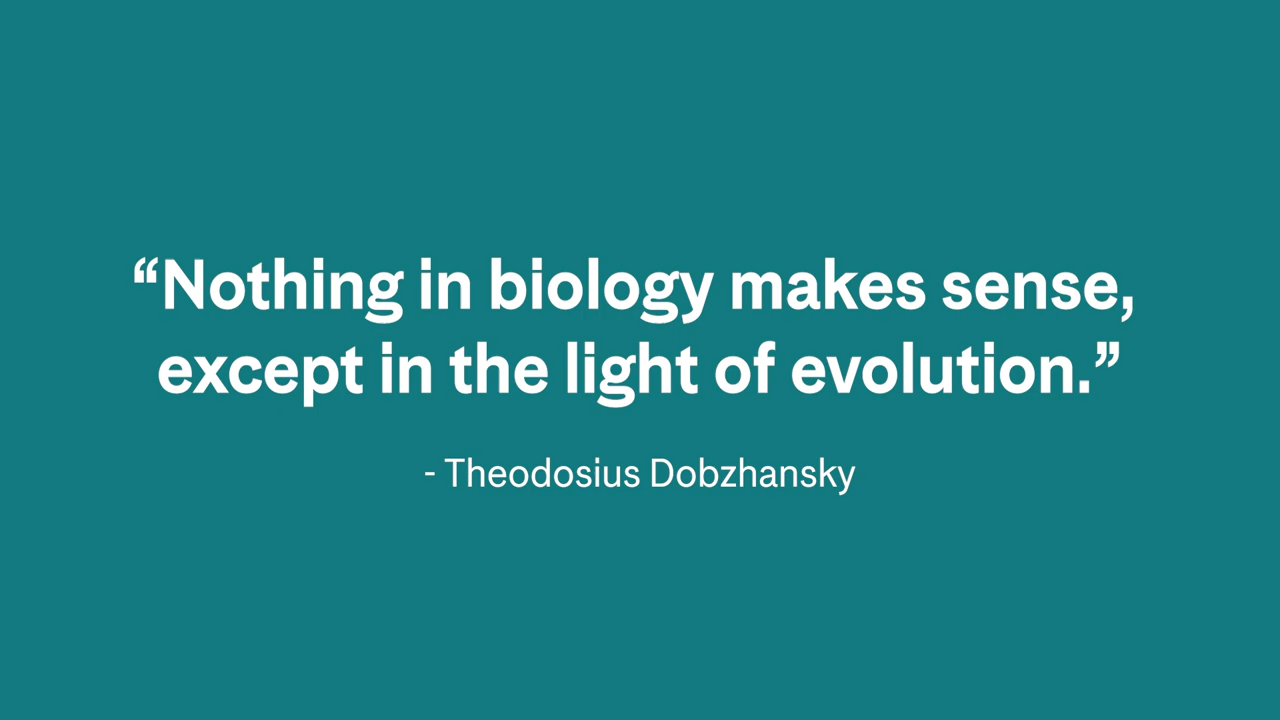 “Nothing in biology makes sense,
except in the light of evolution.”
- Theodosius Dobzhansky